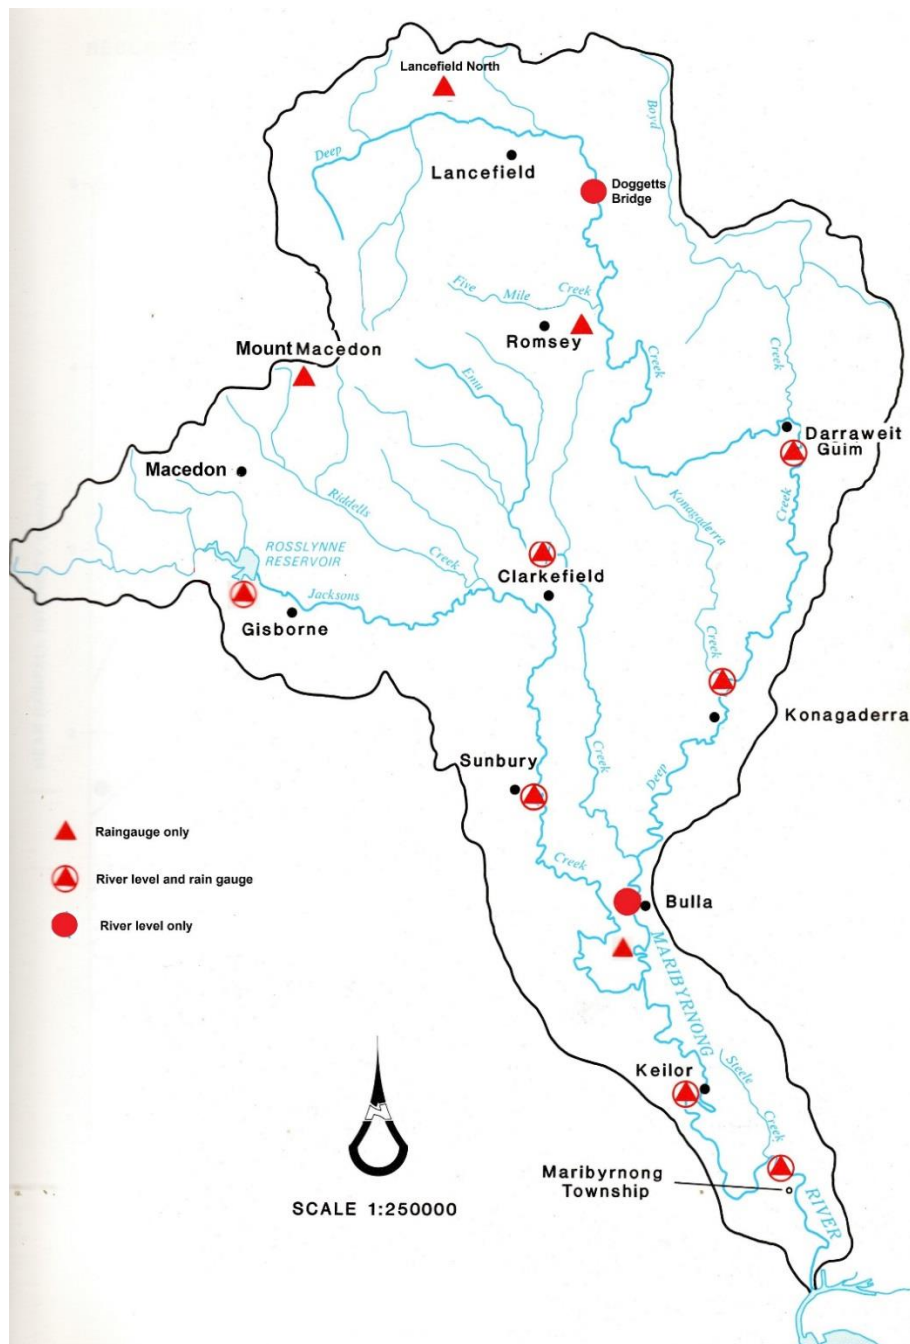 Lancefield North
Boyd
Deep
Lancefield
Doggetts
Bridge
Five Mile Creek
Romsey
Creek
Creek
Mount Macedon
Emu
Darraweit
Guim
Macedon
Riddells
Konagaderra
Creek
ROSSLYNNE
RESERVOIR
Creek
Clarkefield
Jacksons
Gisborne
Creek
Konagaderra
Sunbury
Creek
Deep
Raingauge only
Creek
River level and rain gauge
Bulla
River level only
MARIBYRNONG
Keilor
Steele
Creek
Maribyrnong
Township
RIVER
N
SCALE 1:250000